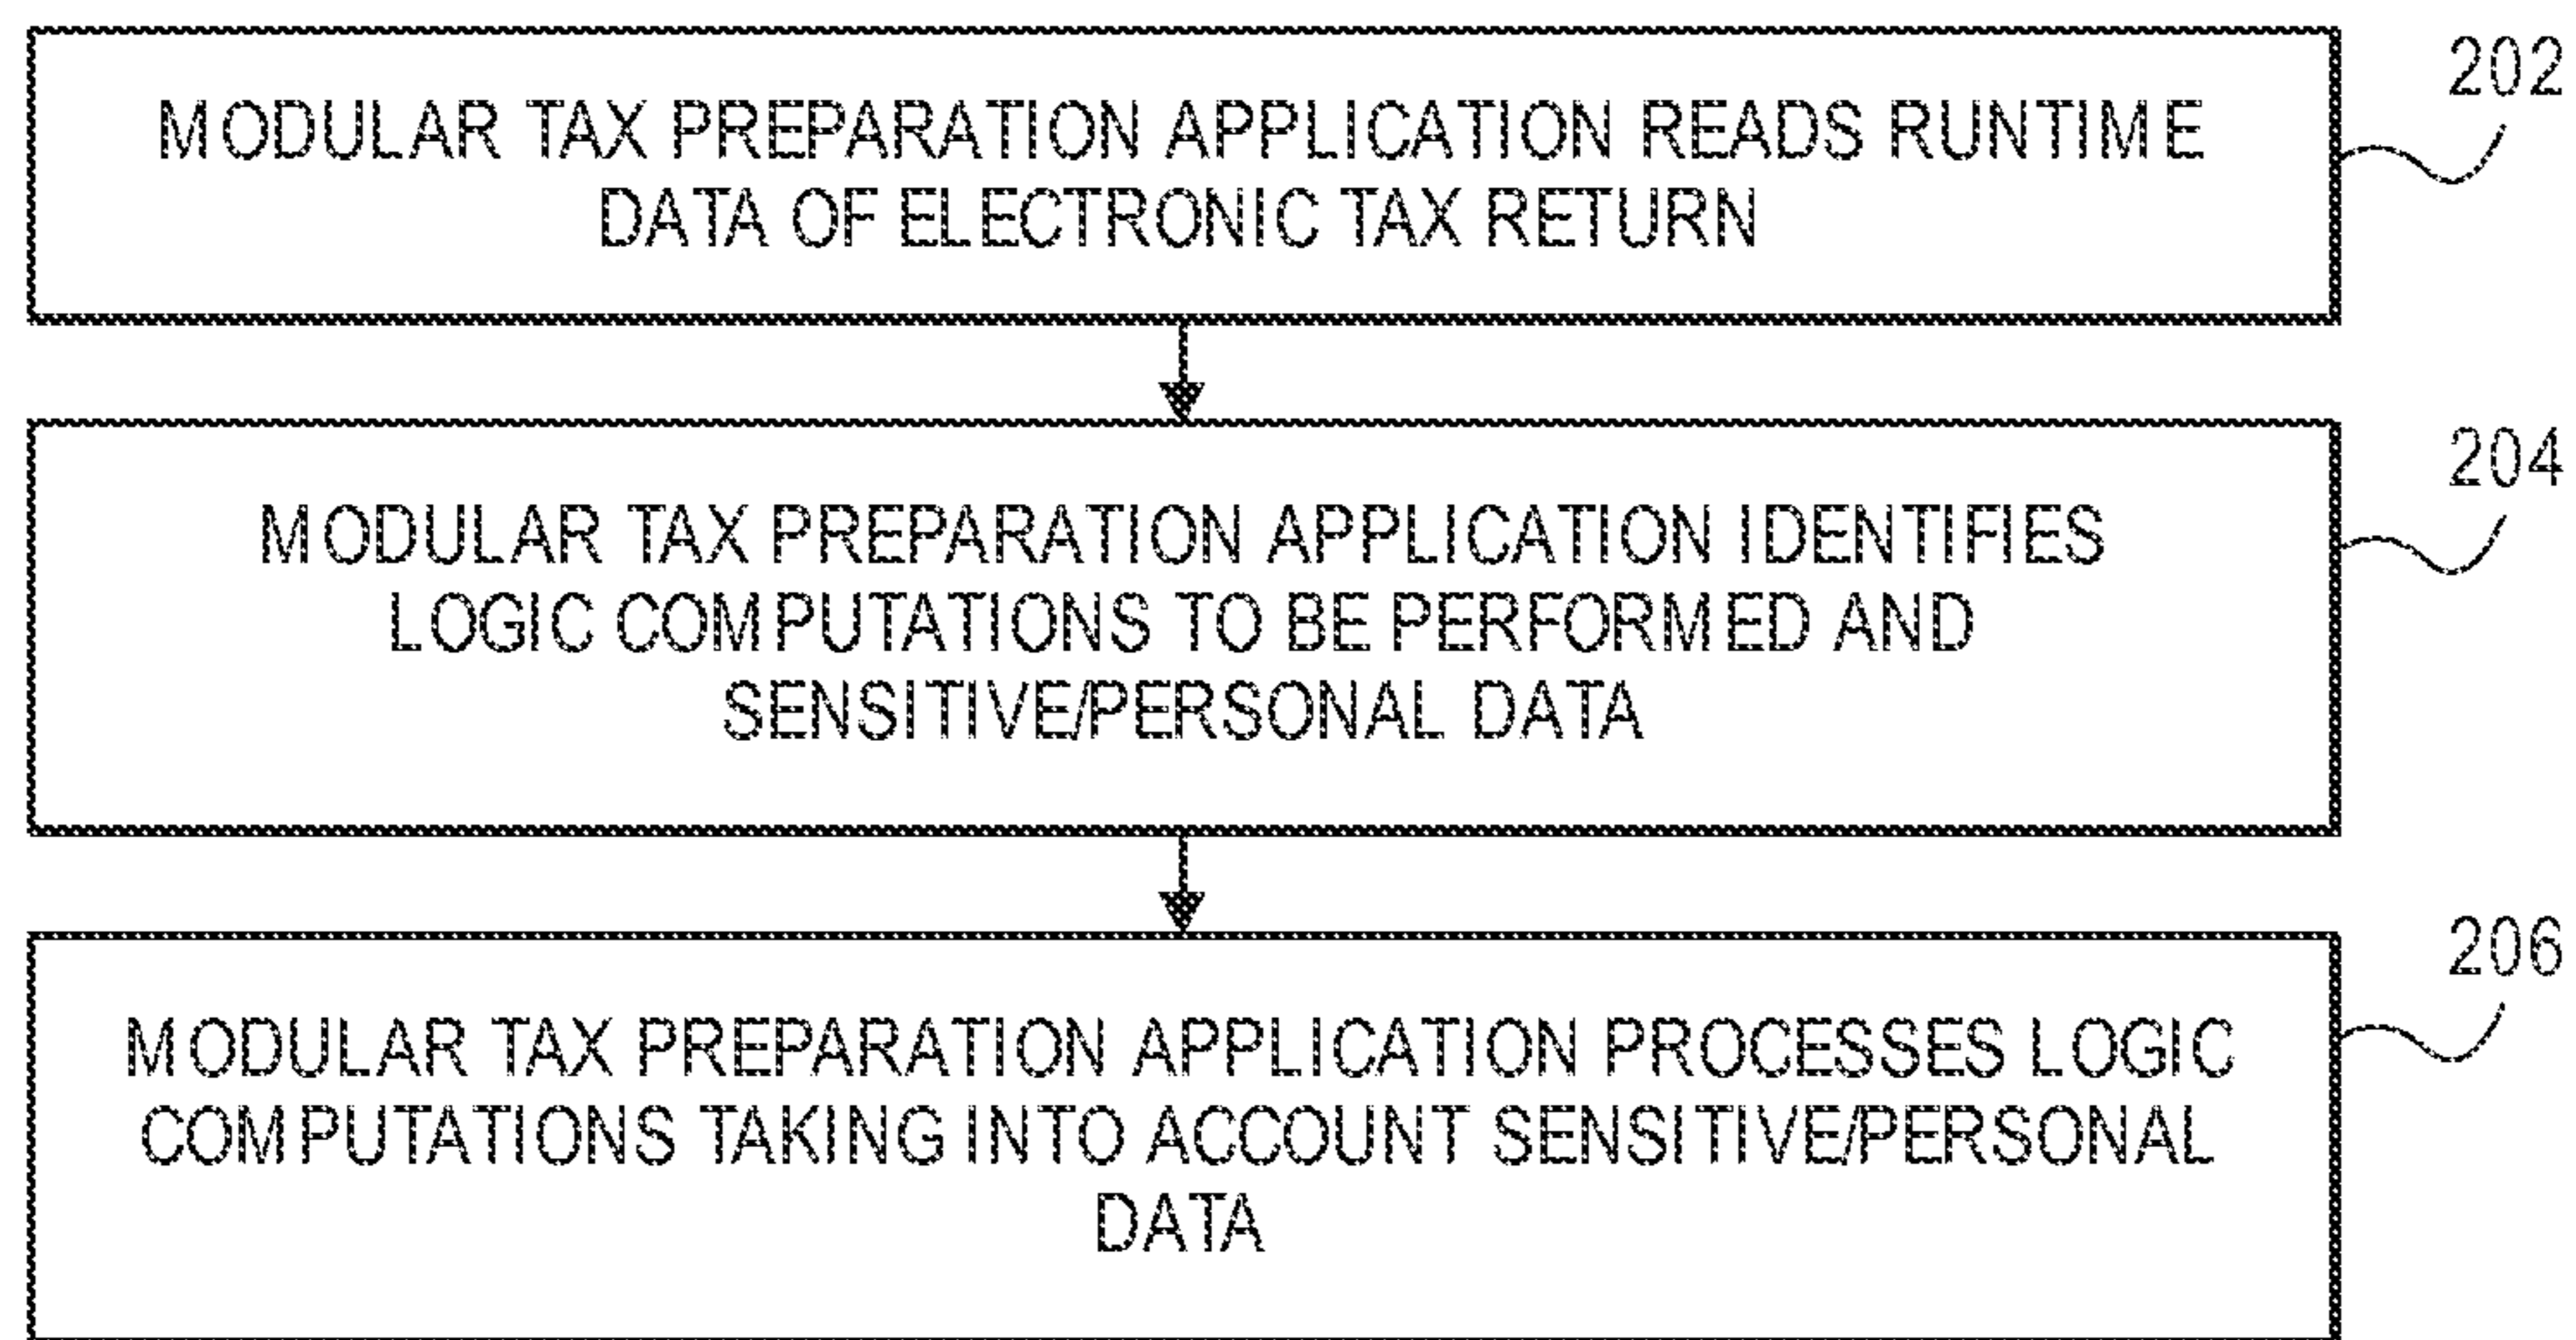 MODULAR TAX PREPARATION APPLICATION READS RUNTIME
DATA OF ELECTRONIC TAX RETURN
202
MODULAR TAX PREPARATION APPLICATION IDENTIFIES
LOGIC COMPUTATIONS TO BE PERFORMED AND
SENSITIVE/PERSONAL DATA
204
MODULAR TAX PREPARATION APPLICATION PROCESSES LOGIC
COMPUTATIONS TAKING INTO ACCOUNT SENSITIVE/PERSONAL
DATA
206